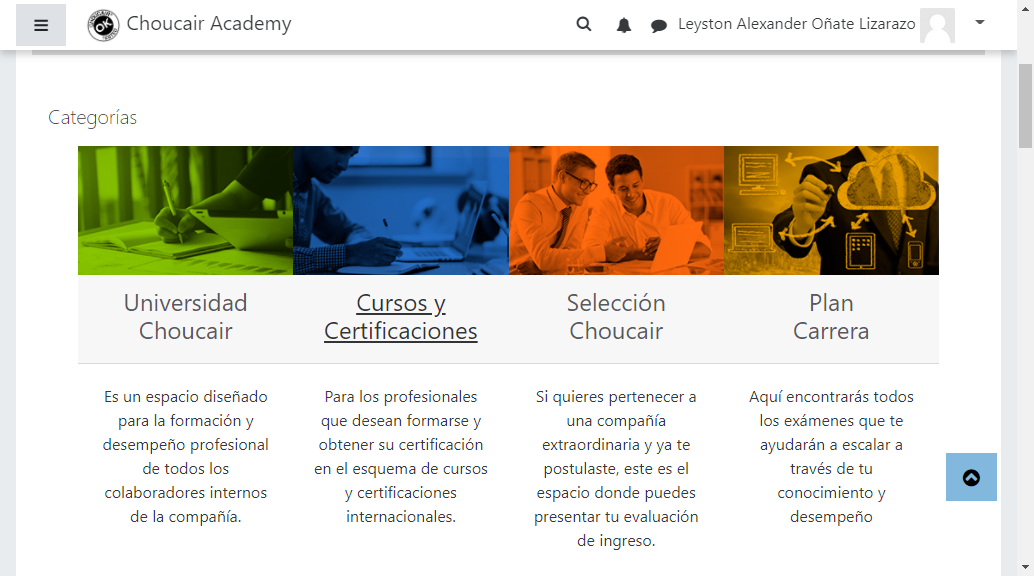 Choucair Academy
Leyston Alexander Oñate Lizarazo
Categorías
Universidad
Choucair
Cursos y
Certificaciones
Selección
Choucair
Plan
Carrera
Es un espacio diseñado
para la formación y
desempeño profesional
de todos los
colaboradores internos
de la compañía.
Para los profesionales
que desean formarse y
obtener su certificación
en el esquema de cursos
y certificaciones
internacionales.
Si quieres pertenecer a
una compañía
extraordinaria y ya te
postulaste, este es el
espacio donde puedes
presentar tu evaluación
de ingreso.
Aquí encontrarás todos
los exámenes que te
ayudarán a escalar a
través de tu
conocimiento y
desempeño